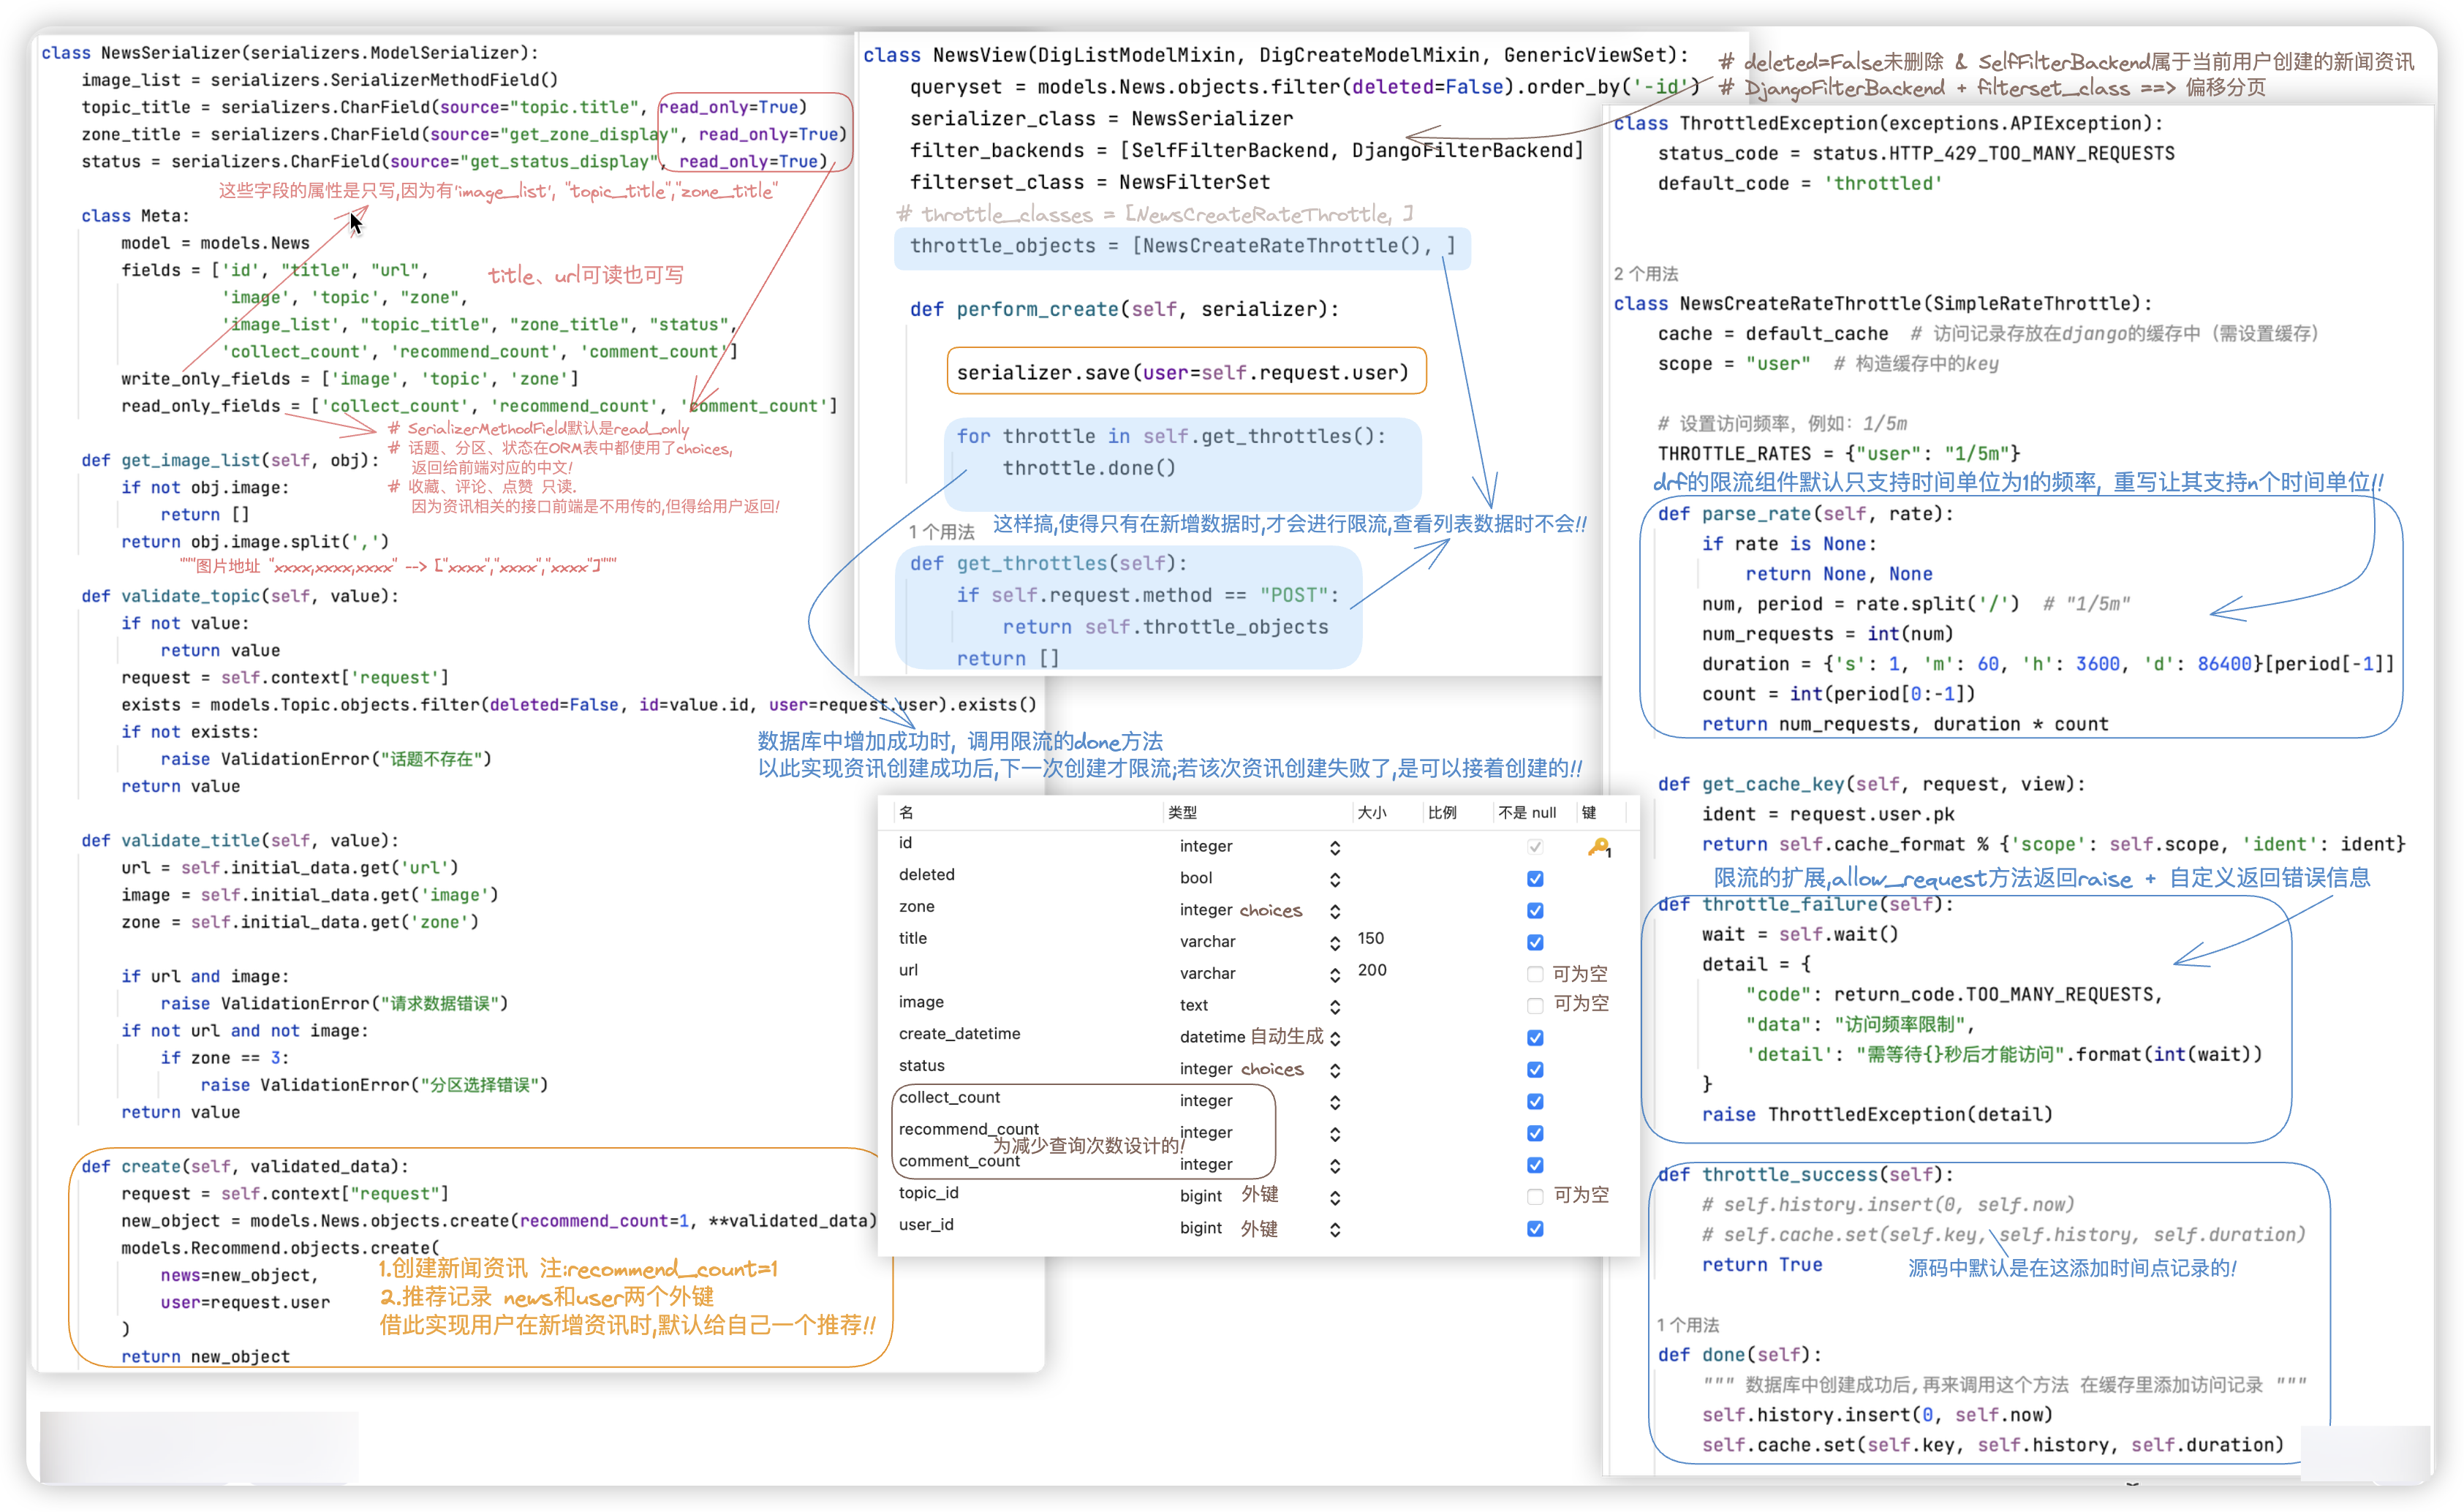 class NewsSerializer(serializers.ModelSerializer):
image_list = serializers.SerializerMethodField()
topic_title = serializers.CharField(source="topic.title", read_only=True)
zone_title = serializers.CharField(source="get_zone_display", read_only=True)
status = serializers.CharField(source="get_status_display", read_only=True)
这些字段的属性是只写,因为有'image_list', "topic_title","zone_title"
class Meta:
model = models.News
fields = ['id', "title", "url",
title、url可读也可写
'image', 'topic', "zone",
'image_list', "topic_title", "zone_title", "status",
'collect_count', 'recommend_count', 'comment_count']
write_only_fields = ['image', 'topic', 'zone']
read_only_fields = ['collect_count', 'recommend_count', 'comment_count']
# SerializerMethodField默认是read_only
# 话题、分区、状态在ORM表中都使用了choices,
返回给前端对应的中文!
# 收藏、评论、点赞 只读.
因为资讯相关的接口前端是不用传的,但得给用户返回!
def get_image_list(self, obj):
if not obj.image:
return []
return obj.image.split(',')
"""图片地址 "xxxx,xxxx,xxxx" --> ["xxxx","xxxx","xxxx"]"""
def validate_topic(self, value):
if not value:
return value
request = self.context['request']
exists = models.Topic.objects.filter(deleted=False, id=value.id, user=request.user).exists()
if not exists:
raise ValidationError("话题不存在")
return value
def validate_title(self, value):
url = self.initial_data.get('url')
image = self.initial_data.get('image')
zone = self.initial_data.get('zone')
if url and image:
raise ValidationError("请求数据错误")
if not url and not image:
if zone == 3:
raise ValidationError("分区选择错误")
return value
def create(self, validated_data):
request = self.context["request"]
new_object = models.News.objects.create(recommend_count=1, **validated_data)
models.Recommend.objects.create(
news=new_object,
user=request.user
)
return new_object
1.创建新闻资讯 注:recommend_count=1
2.推荐记录 news和user两个外键
借此实现用户在新增资讯时,默认给自己一个推荐!!
class NewsView(DigListModelMixin, DigCreateModelMixin, GenericViewSet):
queryset = models.News.objects.filter(deleted=False).order_by('-id')
serializer_class = NewsSerializer
filter_backends = [SelfFilterBackend, DjangoFilterBackend]
filterset_class = NewsFilterSet
# throttle_classes = [NewsCreateRateThrottle, ]
throttle_objects = [NewsCreateRateThrottle(), ]
def perform_create(self, serializer):
serializer.save(user=self.request.user)
for throttle in self.get_throttles():
throttle.done()
1 个用法
这样搞,使得只有在新增数据时,才会进行限流,查看列表数据时不会!!
def get_throttles(self):
if self.request.method == "POST":
return self.throttle_objects
return []
数据库中增加成功时, 调用限流的done方法
以此实现资讯创建成功后,下一次创建才限流;若该次资讯创建失败了,是可以接着创建的!!
名 类型 大小 比例 不是 null 键
id integer 1
deleted bool
zone integer choices
title varchar 150
url varchar 200 可为空
image text 可为空
create_datetime datetime 自动生成
status integer choices
collect_count integer
recommend_count integer
为减少查询次数设计的!
comment_count integer
topic_id bigint 外键 可为空
user_id bigint 外键
# deleted=False未删除 & SelfFilterBackend属于当前用户创建的新闻资讯
# DjangoFilterBackend + filterset_class ==> 偏移分页
class ThrottledException(exceptions.APIException):
status_code = status.HTTP_429_TOO_MANY_REQUESTS
default_code = 'throttled'
2 个用法
class NewsCreateRateThrottle(SimpleRateThrottle):
cache = default_cache # 访问记录存放在django的缓存中（需设置缓存）
scope = "user" # 构造缓存中的key
# 设置访问频率，例如：1/5m
THROTTLE_RATES = {"user": "1/5m"}
drf的限流组件默认只支持时间单位为1的频率, 重写让其支持n个时间单位!!
def parse_rate(self, rate):
if rate is None:
return None, None
num, period = rate.split('/') # "1/5m"
num_requests = int(num)
duration = {'s': 1, 'm': 60, 'h': 3600, 'd': 86400}[period[-1]]
count = int(period[0:-1])
return num_requests, duration * count
def get_cache_key(self, request, view):
ident = request.user.pk
return self.cache_format % {'scope': self.scope, 'ident': ident}
限流的扩展,allow_request方法返回raise + 自定义返回错误信息
def throttle_failure(self):
wait = self.wait()
detail = {
"code": return_code.TOO_MANY_REQUESTS,
"data": "访问频率限制",
'detail': "需等待{}秒后才能访问".format(int(wait))
}
raise ThrottledException(detail)
def throttle_success(self):
# self.history.insert(0, self.now)
# self.cache.set(self.key, self.history, self.duration)
return True
源码中默认是在这添加时间点记录的!
1 个用法
def done(self):
""" 数据库中创建成功后,再来调用这个方法 在缓存里添加访问记录 """
self.history.insert(0, self.now)
self.cache.set(self.key, self.history, self.duration)